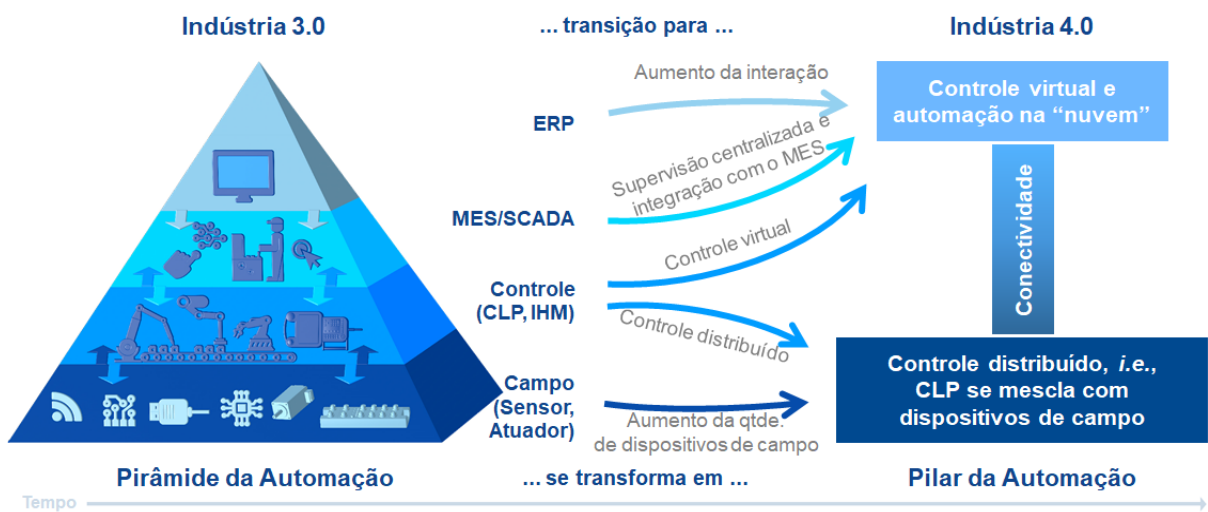 Indústria 3.0
... transição para ...
Indústria 4.0
Aumento da interação
Controle virtual e
automação na “nuvem”
ERP
Supervisão centralizada e
integração com o MES
MES/SCADA
Controle virtual
Conectividade
Controle
(CLP, IHM)
Controle distribuído
Controle distribuído, i.e.,
CLP se mescla com
dispositivos de campo
Campo
(Sensor,
Atuador)
Aumento da qtde.
de dispositivos de campo
Pirâmide da Automação
... se transforma em ...
Pilar da Automação
Tempo